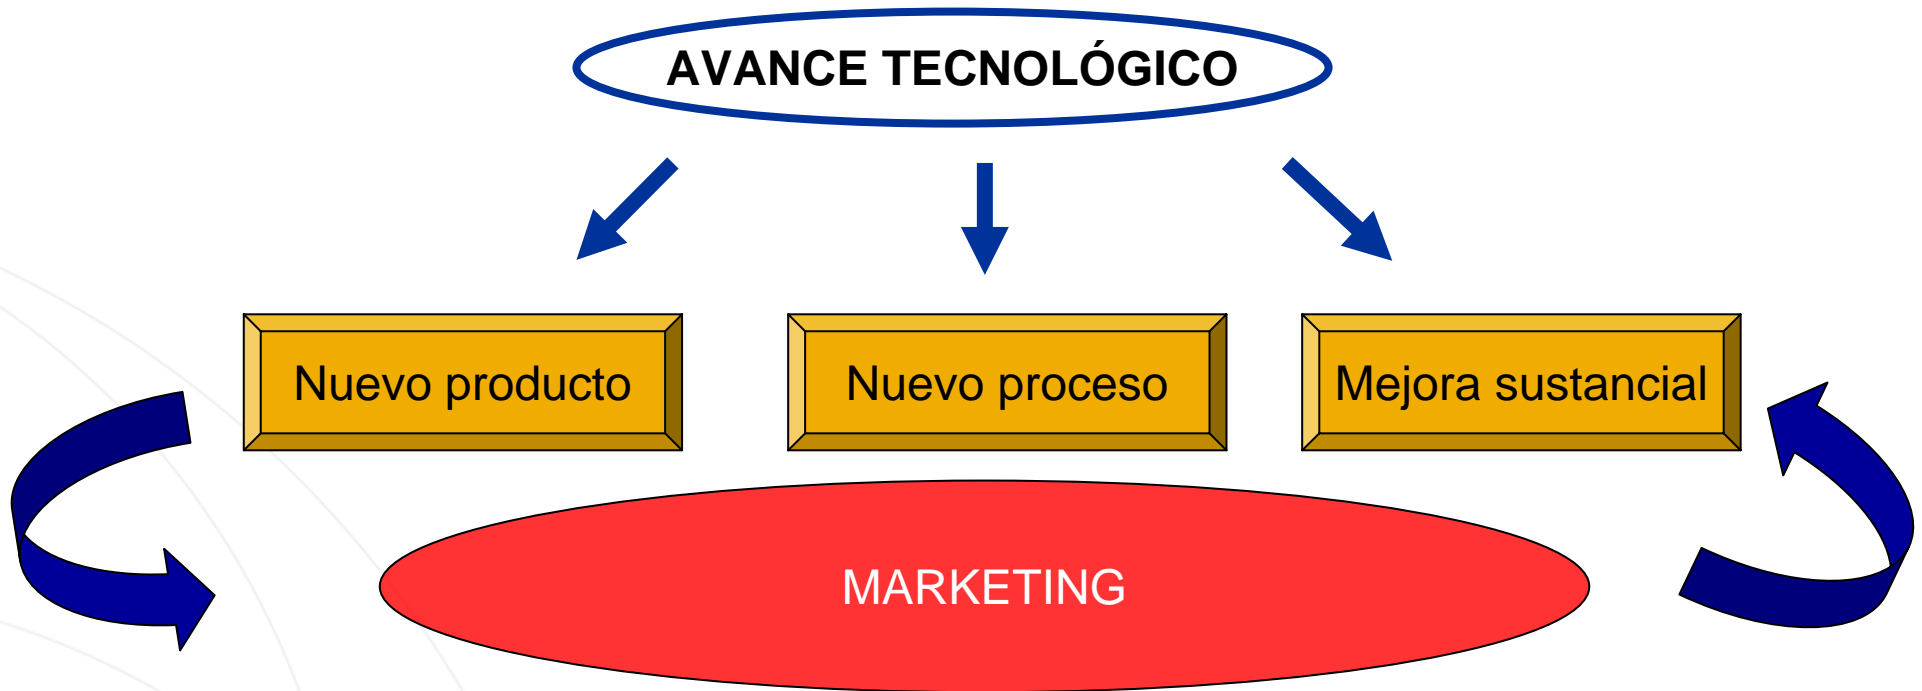 AVANCE TECNOLÓGICO
Nuevo producto
Nuevo proceso
Mejora sustancial
MARKETING